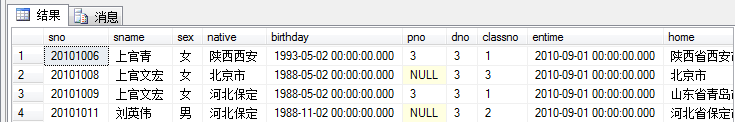 结果 消息
sno sname sex native birthday pno dno classno entime home
1 20101006 上官青 女 陕西西安 1993-05-02 00:00:00.000 3 3 1 2010-09-01 00:00:00.000 陕西省西安
2 20101008 上官文宏 女 北京市 1988-05-02 00:00:00.000 NULL 3 3 2010-09-01 00:00:00.000 北京市
3 20101009 上官文宏 女 河北保定 1988-05-02 00:00:00.000 3 3 1 2010-09-01 00:00:00.000 山东省青岛
4 20101011 刘英伟 男 河北保定 1988-11-02 00:00:00.000 NULL 3 2 2010-09-01 00:00:00.000 河北省保定